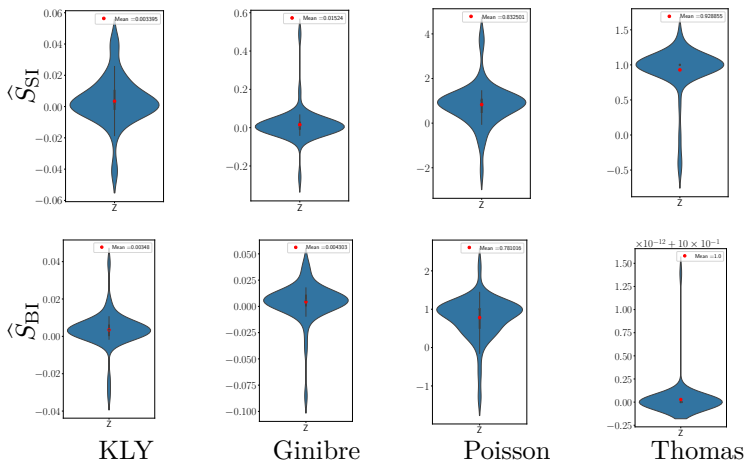 Ŝ_SI
0.06
0.04
0.02
0.00
−0.02
−0.04
−0.06
Mean =0.003395
Z
0.6
0.4
0.2
0.0
−0.2
Mean =0.01524
Z
4
2
0
−2
Mean =0.832501
Z
1.5
1.0
0.5
0.0
−0.5
Mean =0.928855
Z
Ŝ_BI
0.04
0.02
0.00
−0.02
−0.04
Mean =0.00348
Z
0.050
0.025
0.000
−0.025
−0.050
−0.075
−0.100
Mean =0.004303
Z
2
1
0
−1
Mean =0.781016
Z
×10−12 + 10 × 10−1
1.50
1.25
1.00
0.75
0.50
0.25
0.00
−0.25
Mean =1.0
Z
KLY
Ginibre
Poisson
Thomas